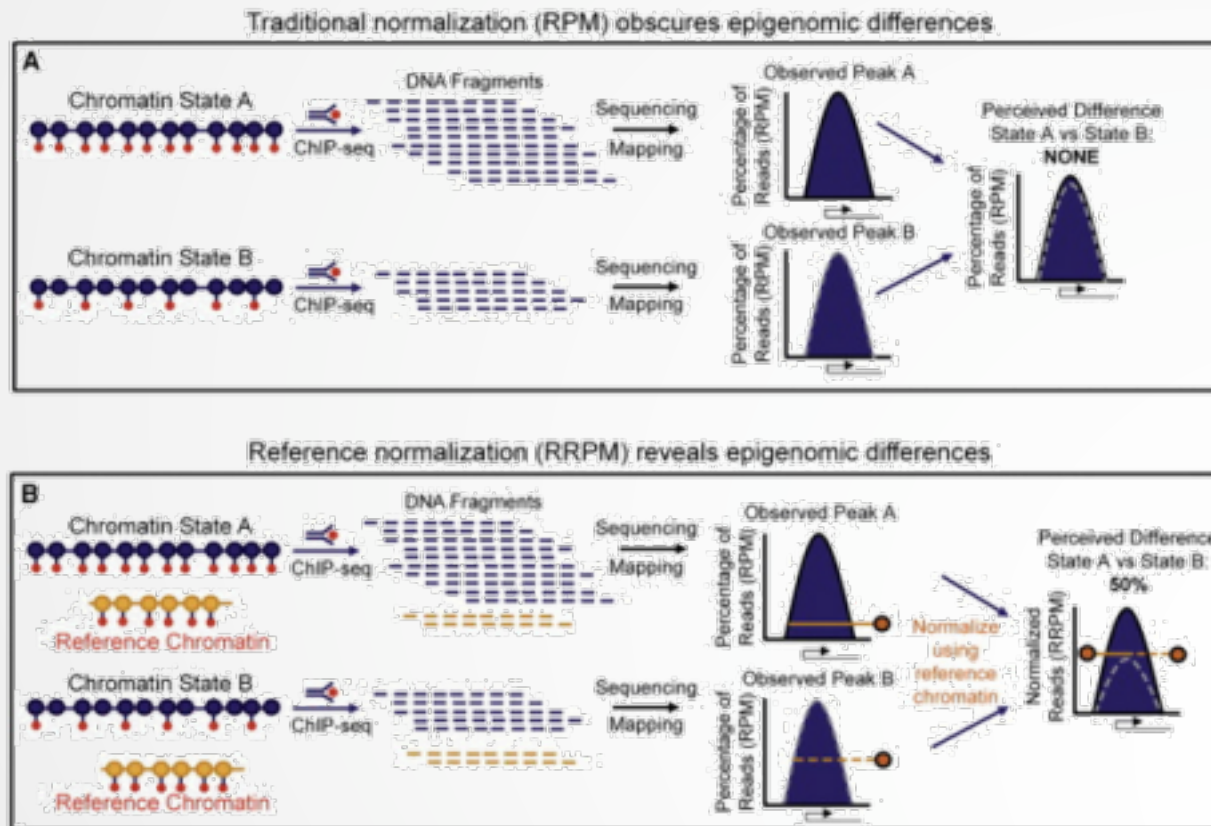 Traditional normalization (RPM) obscures epigenomic differences
A
Chromatin State A
ChIP-seq
DNA Fragments
Sequencing
Mapping
Observed Peak A
Percentage of
Reads (RPM)
Perceived Difference
State A vs State B:
NONE
Percentage of
Reads (RPM)
Chromatin State B
ChIP-seq
Sequencing
Mapping
Observed Peak B
Percentage of
Reads (RPM)
Reference normalization (RRPM) reveals epigenomic differences
B
Chromatin State A
ChIP-seq
DNA Fragments
Sequencing
Mapping
Observed Peak A
Percentage of
Reads (RPM)
Reference Chromatin
Normalize
using
reference
chromatin
Perceived Difference
State A vs State B:
50%
Normalized
Reads (RRPM)
Chromatin State B
ChIP-seq
Sequencing
Mapping
Observed Peak B
Percentage of
Reads (RPM)
Reference Chromatin